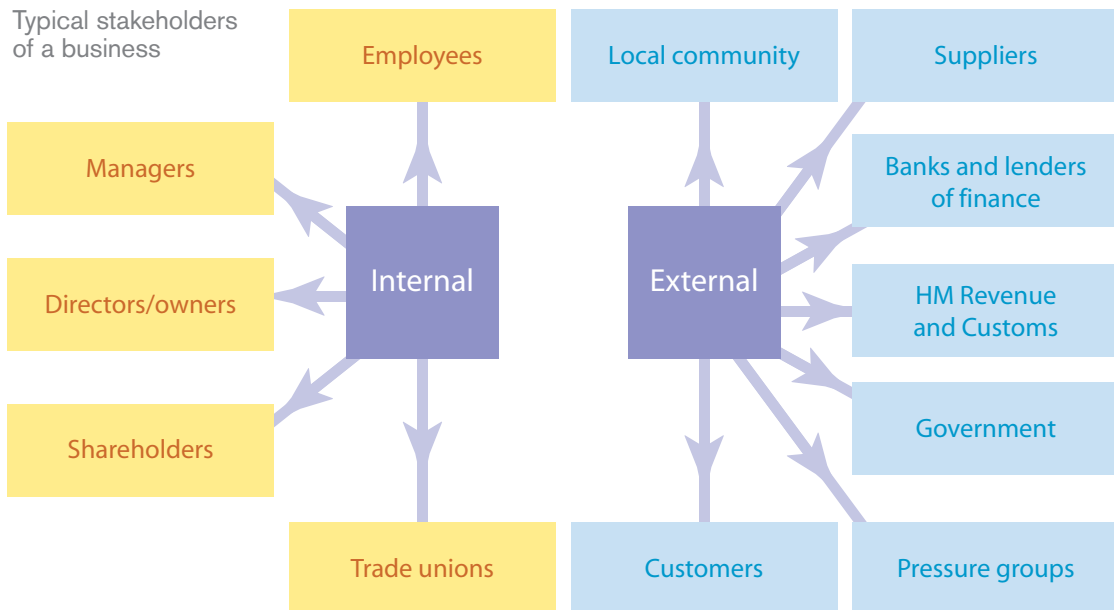 Typical stakeholders
of a business
Employees
Local community
Suppliers
Managers
Banks and lenders
of finance
Internal
External
Directors/owners
HM Revenue
and Customs
Shareholders
Government
Trade unions
Customers
Pressure groups